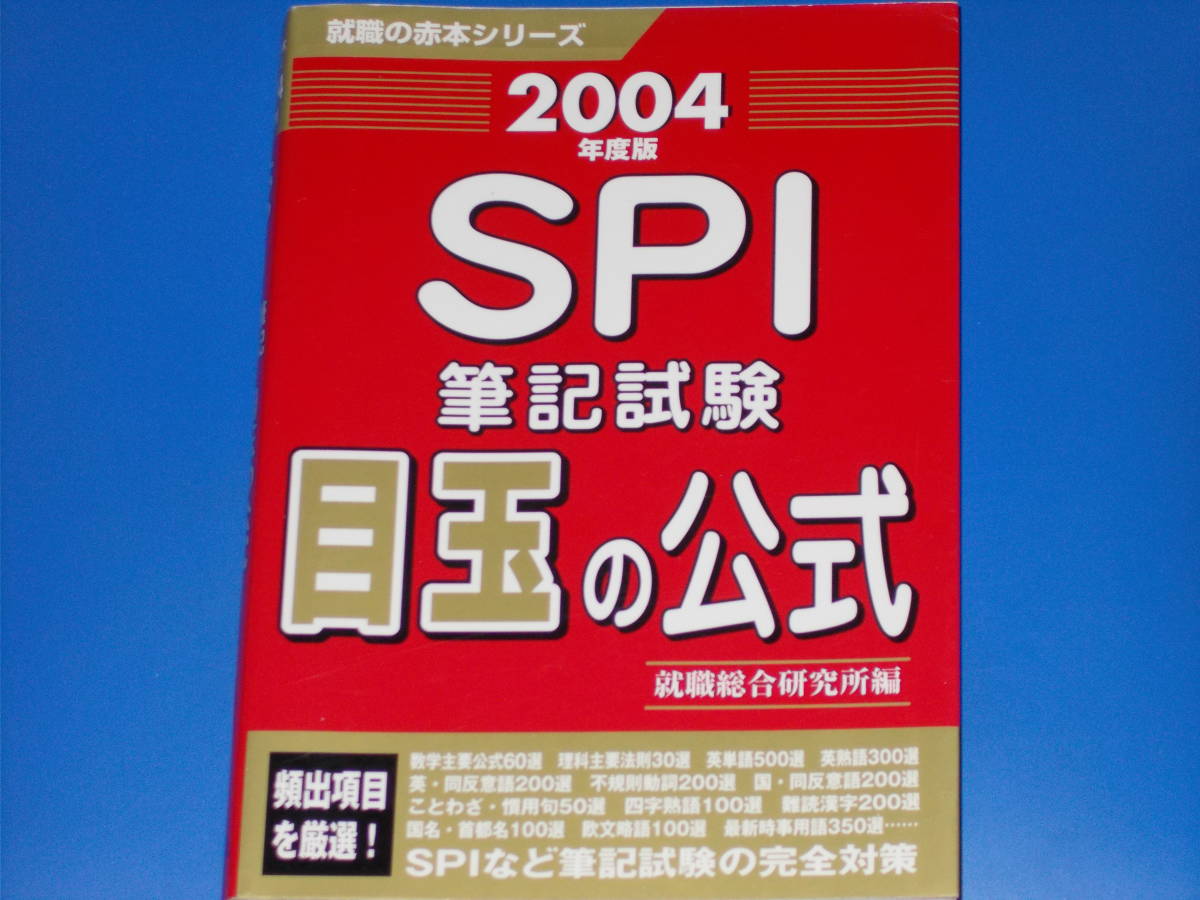 就職の赤本シリーズ
2004
年度版
SPI
筆記試験
目玉の公式
就職総合研究所編
頻出項目
を厳選!
数学主要公式60選 理科主要法則30選 英単語500選 英熟語300選
英・同反意語200選 不規則動詞200選 国・同反意語200選
ことわざ・慣用句50選 四字熟語100選 難読漢字200選
国名・首都名100選 欧文略語100選 最新時事用語350選……
SPIなど筆記試験の完全対策